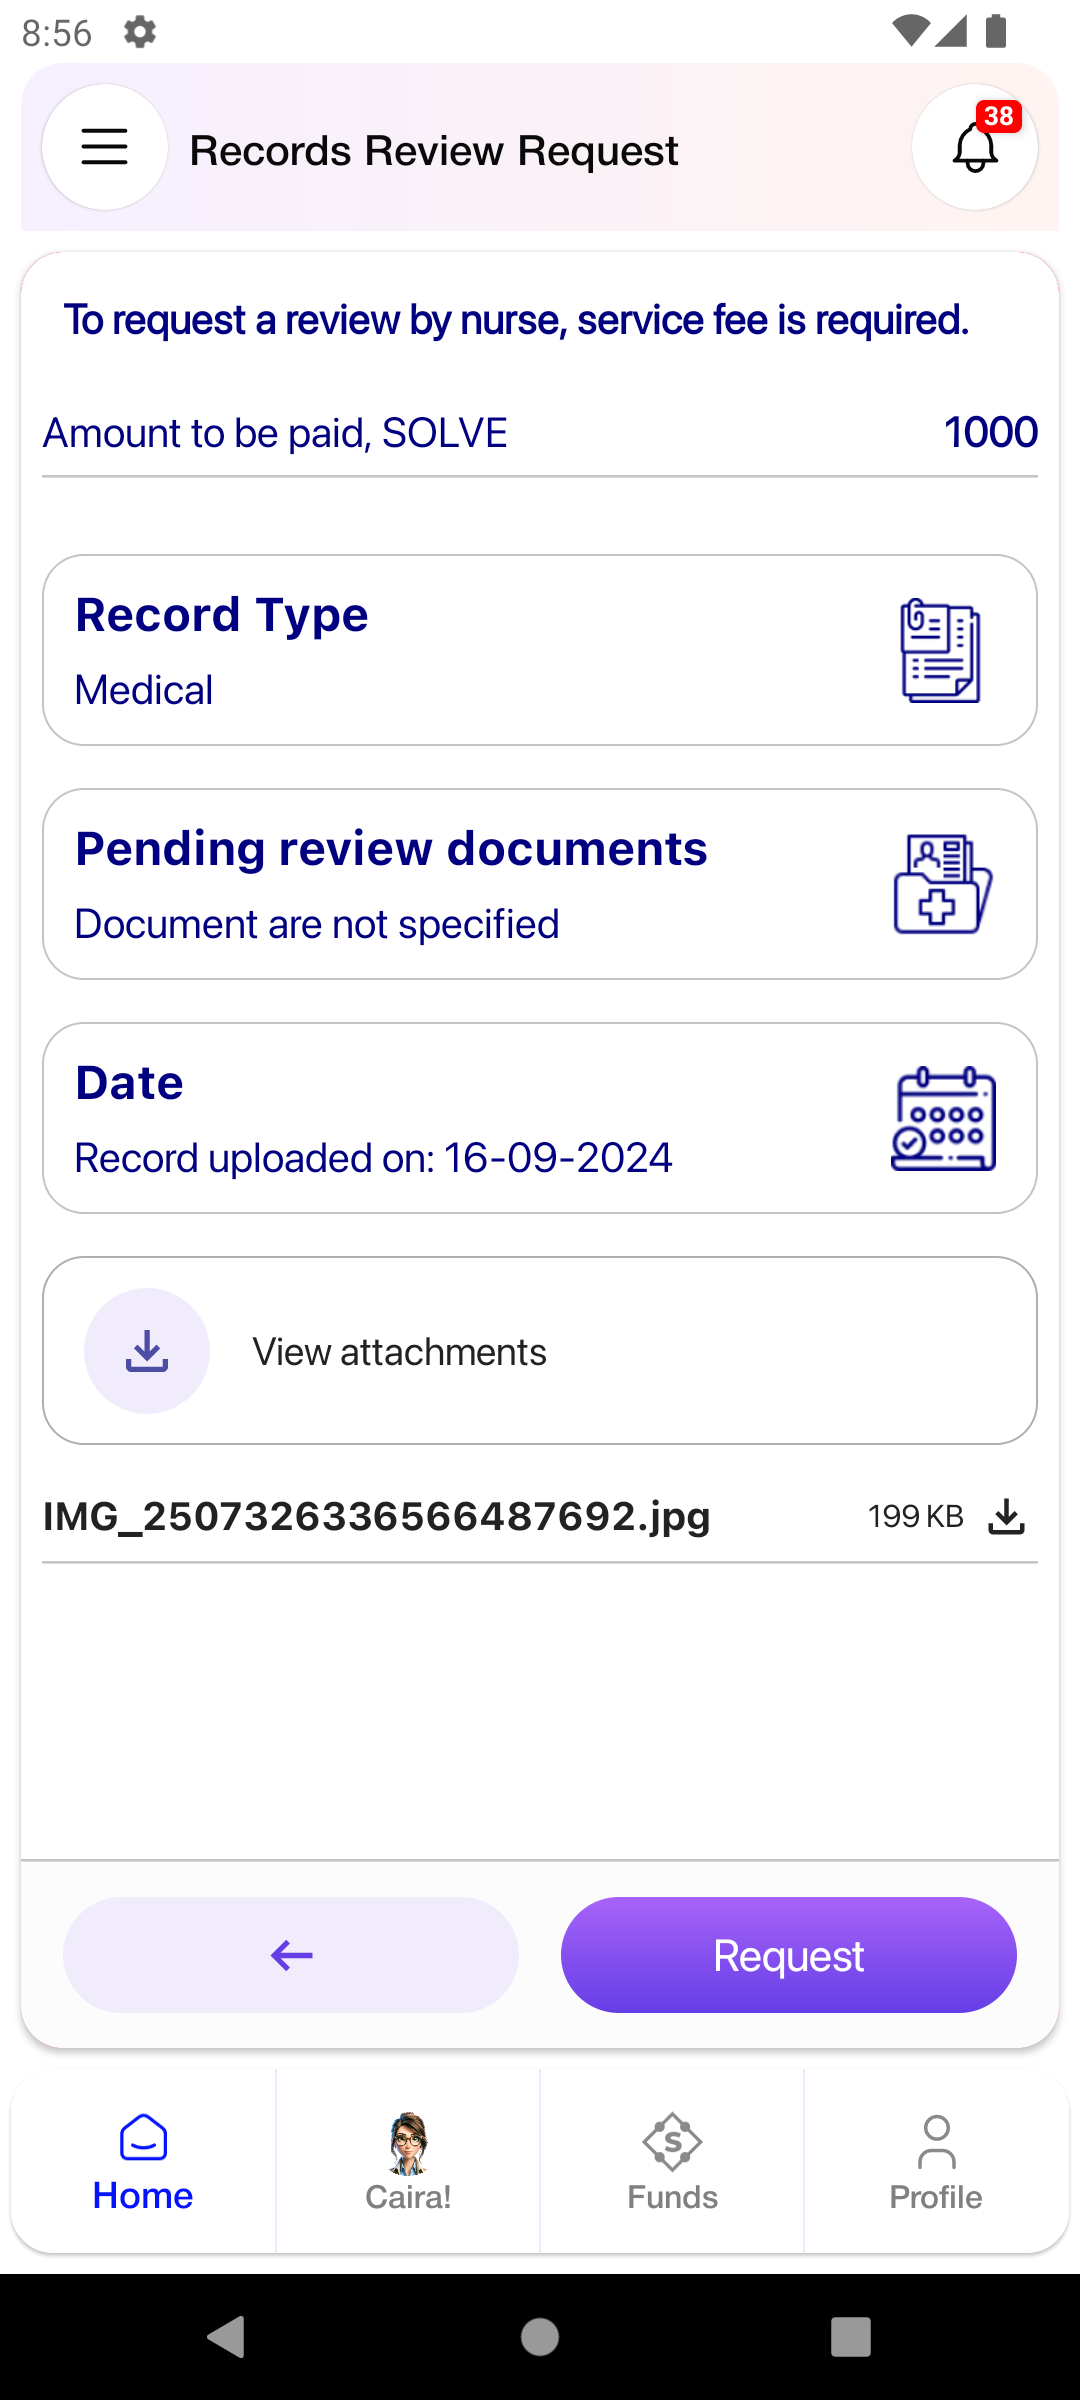 8:56
Records Review Request
38
To request a review by nurse, service fee is required.
Amount to be paid, SOLVE 1000
Record Type
Medical
Pending review documents
Document are not specified
Date
Record uploaded on: 16-09-2024
View attachments
IMG_2507326336566487692.jpg 199 KB
Request
Home
Caira!
Funds
Profile